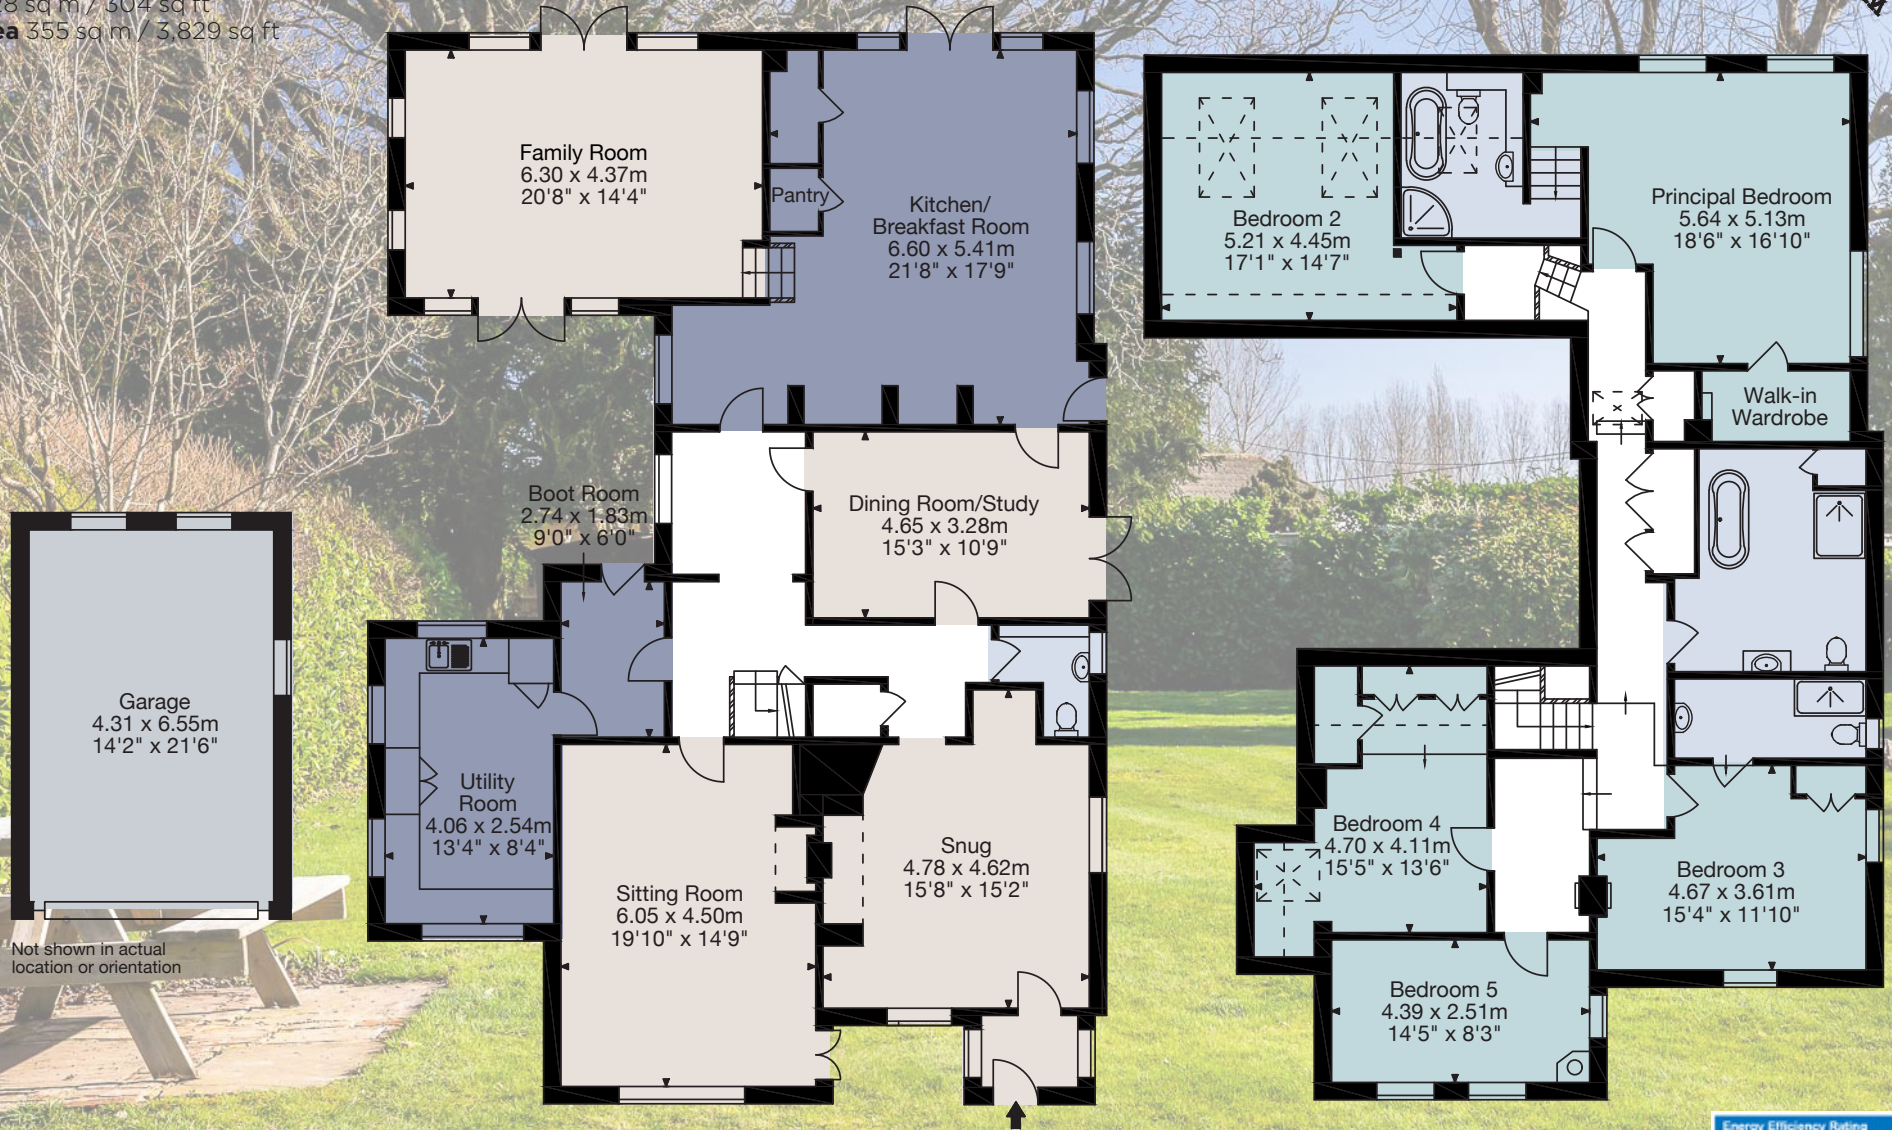 28 sq m / 304 sq ft
ea 355 sq m / 3,829 sq ft
Family Room
6.30 x 4.37m
20'8" x 14'4"
Pantry
Kitchen/
Breakfast Room
6.60 x 5.41m
21'8" x 17'9"
Bedroom 2
5.21 x 4.45m
17'1" x 14'7"
Principal Bedroom
5.64 x 5.13m
18'6" x 16'10"
Walk-in
Wardrobe
Boot Room
2.74 x 1.83m
9'0" x 6'0"
Dining Room/Study
4.65 x 3.28m
15'3" x 10'9"
Garage
4.31 x 6.55m
14'2" x 21'6"
Not shown in actual
location or orientation
Utility
Room
4.06 x 2.54m
13'4" x 8'4"
Sitting Room
6.05 x 4.50m
19'10" x 14'9"
Snug
4.78 x 4.62m
15'8" x 15'2"
Bedroom 4
4.70 x 4.11m
15'5" x 13'6"
Bedroom 3
4.67 x 3.61m
15'4" x 11'10"
Bedroom 5
4.39 x 2.51m
14'5" x 8'3"
Energy Efficiency Rating